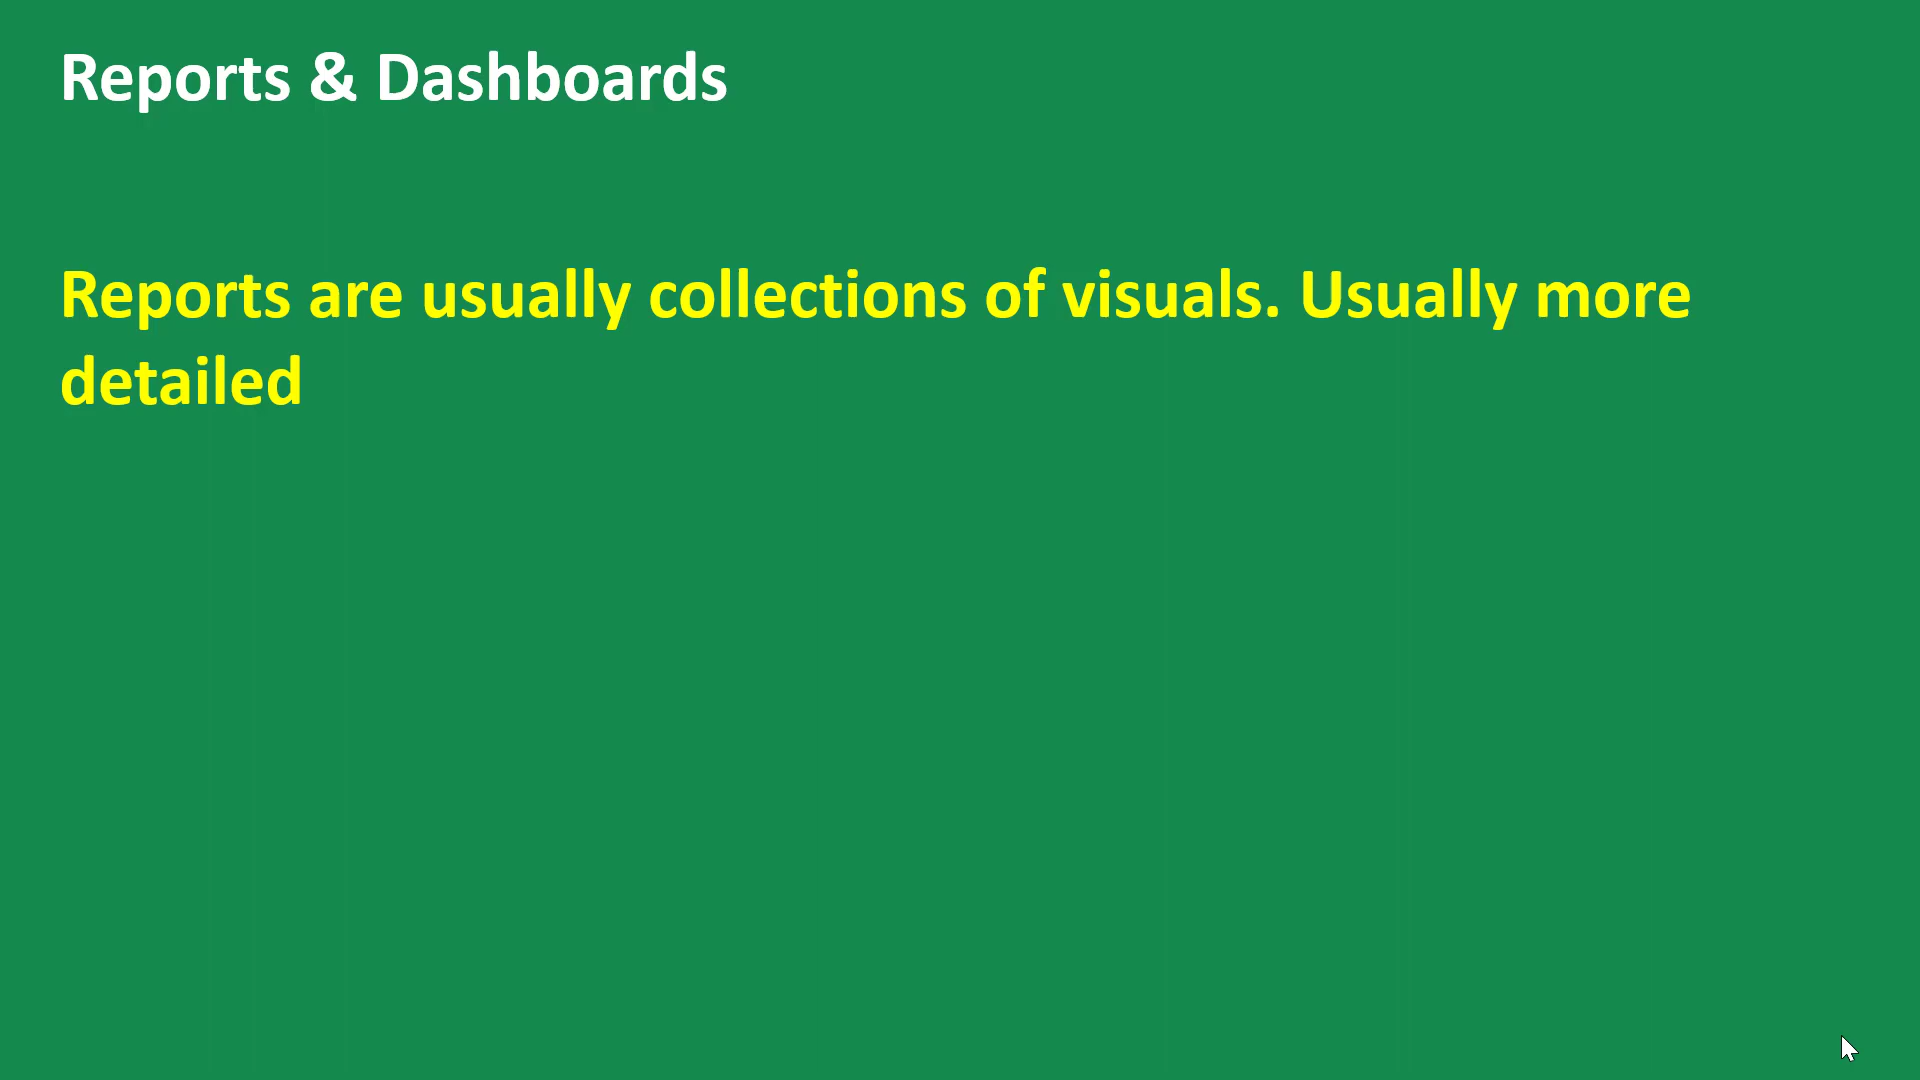 Reports & Dashboards
Reports are usually collections of visuals. Usually more
detailed